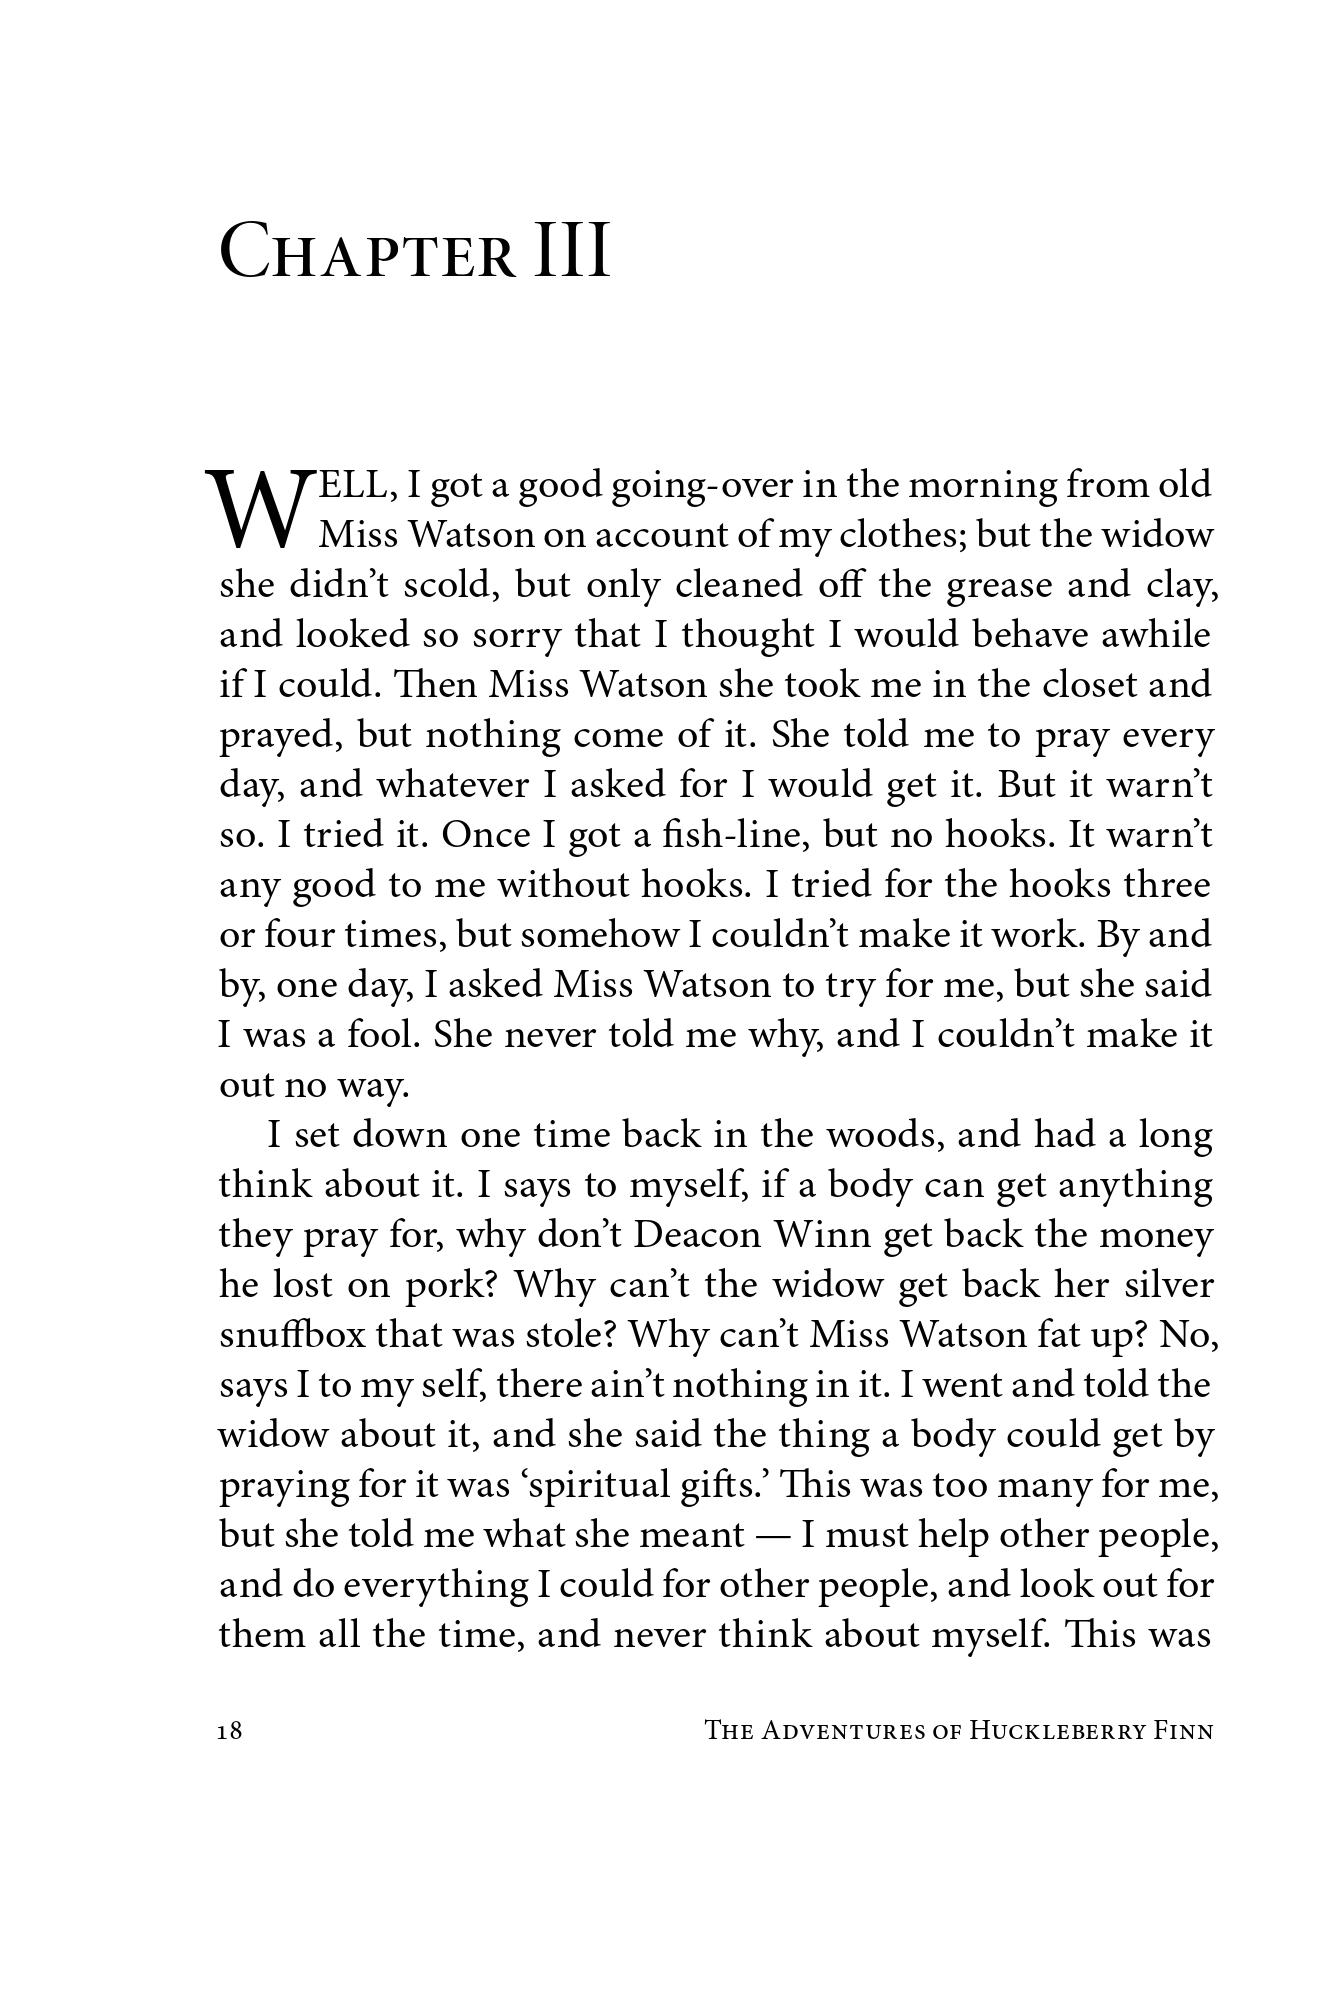 Chapter III
WELL, I got a good going-over in the morning from old
Miss Watson on account of my clothes; but the widow
she didn’t scold, but only cleaned off the grease and clay,
and looked so sorry that I thought I would behave awhile
if I could. Then Miss Watson she took me in the closet and
prayed, but nothing come of it. She told me to pray every
day, and whatever I asked for I would get it. But it warn’t
so. I tried it. Once I got a fish-line, but no hooks. It warn’t
any good to me without hooks. I tried for the hooks three
or four times, but somehow I couldn’t make it work. By and
by, one day, I asked Miss Watson to try for me, but she said
I was a fool. She never told me why, and I couldn’t make it
out no way.
I set down one time back in the woods, and had a long
think about it. I says to myself, if a body can get anything
they pray for, why don’t Deacon Winn get back the money
he lost on pork? Why can’t the widow get back her silver
snuffbox that was stole? Why can’t Miss Watson fat up? No,
says I to my self, there ain’t nothing in it. I went and told the
widow about it, and she said the thing a body could get by
praying for it was ‘spiritual gifts.’ This was too many for me,
but she told me what she meant — I must help other people,
and do everything I could for other people, and look out for
them all the time, and never think about myself. This was
18 The Adventures of Huckleberry Finn